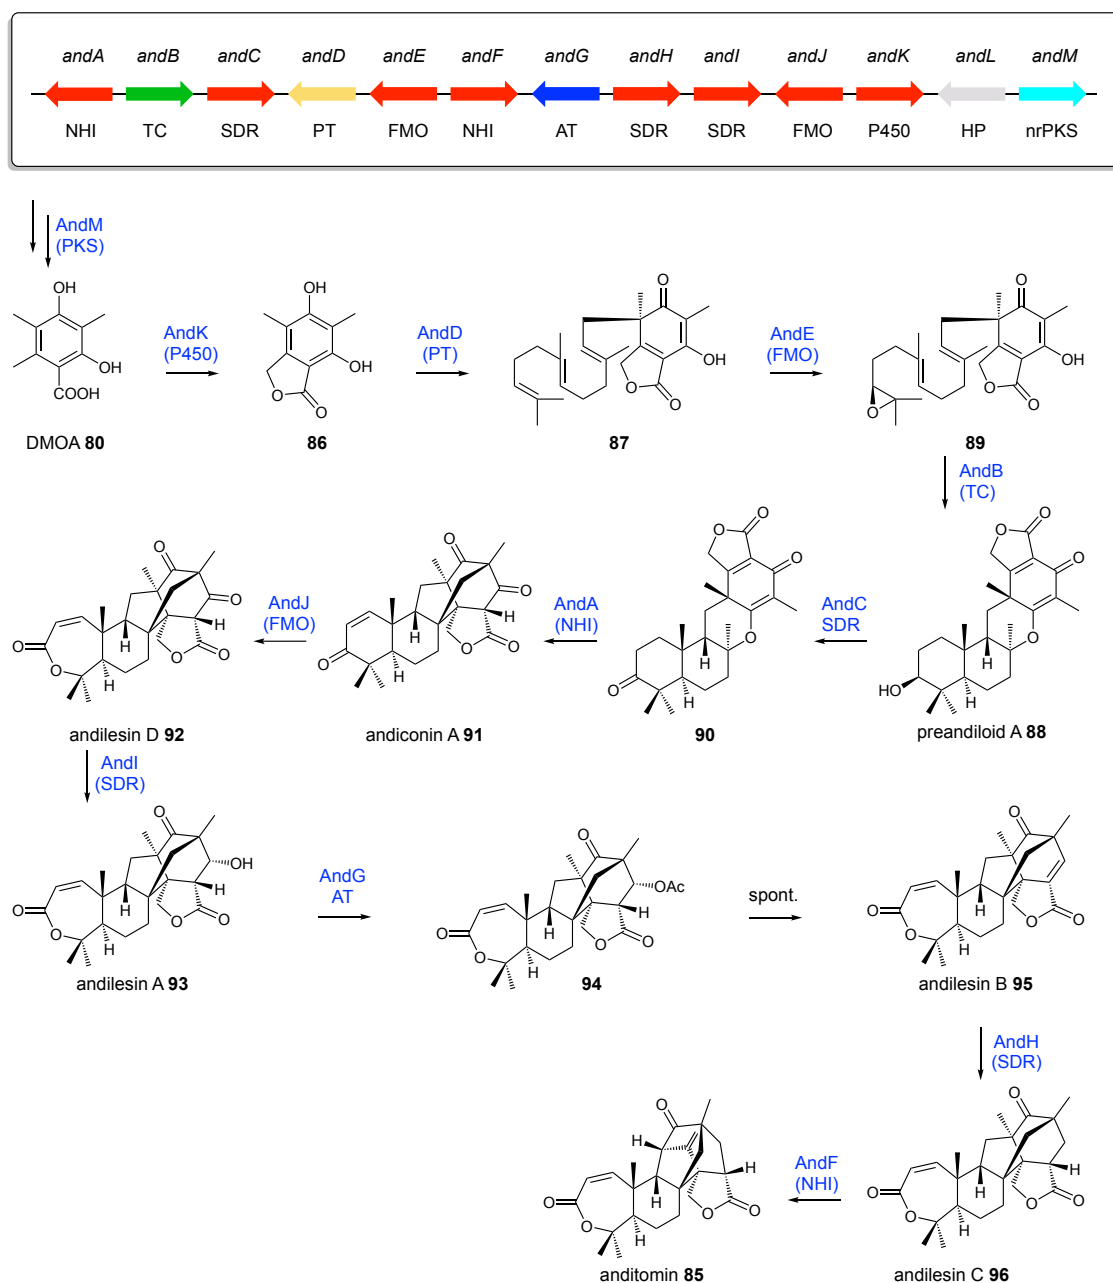 andA andB andC andD andE andF andG andH andI andJ andK andL andM
NHI TC SDR PT FMO NHI AT SDR SDR FMO P450 HP nrPKS
AndM
(PKS)
OH
OH
COOH
DMOA 80
AndK
(P450)
OH
OH
O
O
86
AndD
(PT)
O
OH
O
O
87
AndE
(FMO)
O
OH
O
O
O
89
AndB
(TC)
O
O
O
O
H
H
HO
preandiloid A 88
AndC
SDR
O
O
O
O
H
H
O
90
AndA
(NHI)
O
O
H
H
H
O
O
O
andiconin A 91
AndJ
(FMO)
O
O
H
H
H
O
O
O
O
andilesin D 92
AndI
(SDR)
O
OH
H
H
H
O
O
O
O
andilesin A 93
AndG
AT
O
OAc
H
H
H
O
O
O
O
94
spont.
O
H
H
O
O
O
O
andilesin B 95
AndH
(SDR)
O
H
H
H
O
O
O
O
andilesin C 96
AndF
(NHI)
O
H
H
H
H
O
O
O
O
anditomin 85